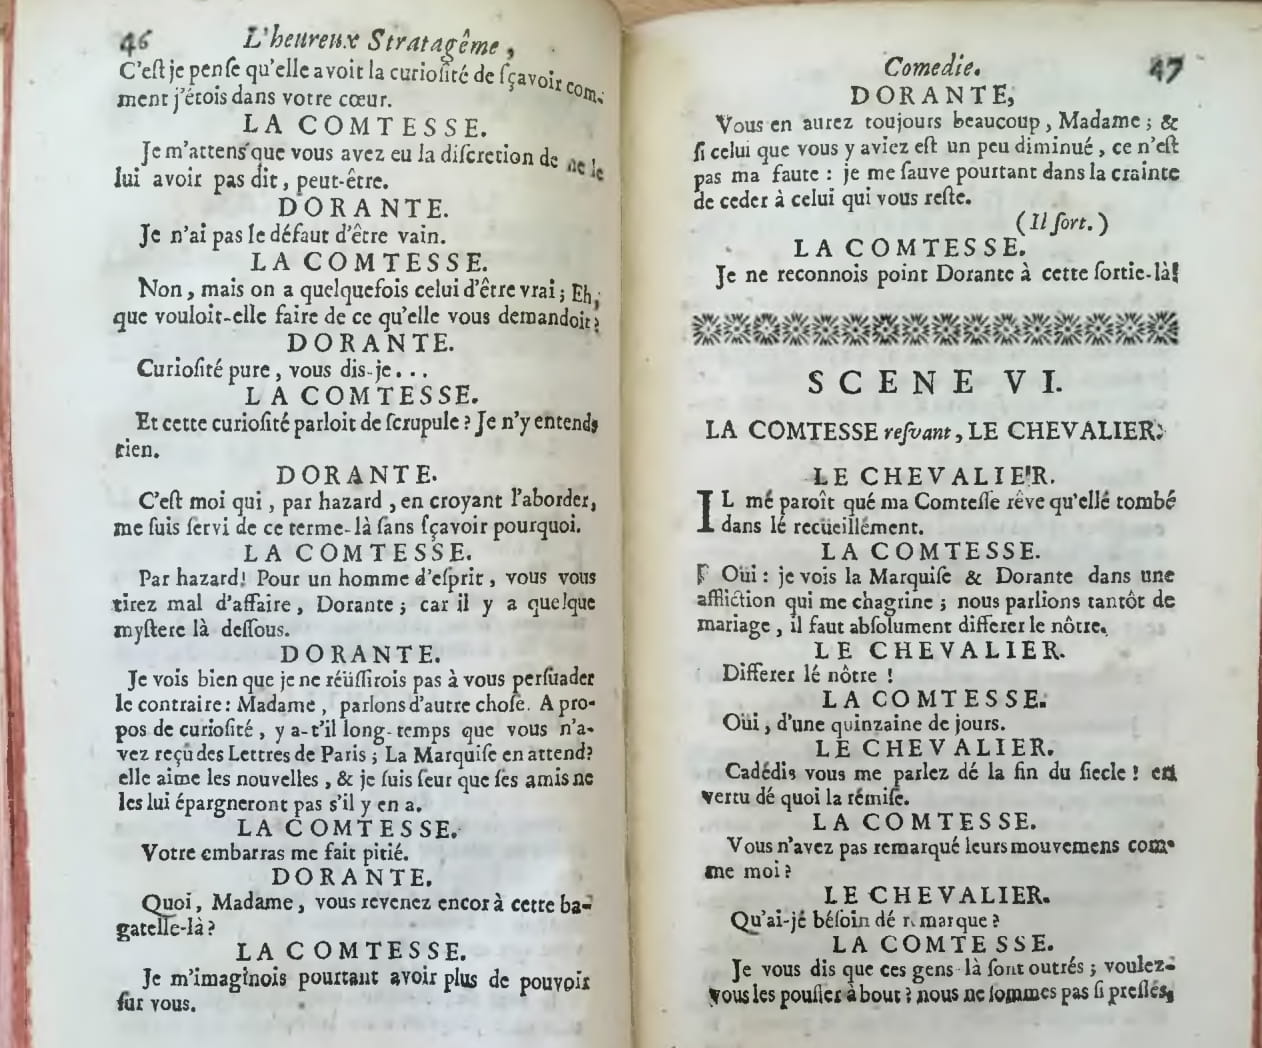 46 L'heureux Stratagême,
C'eſt je penſe qu'elle avoit la curioſité de ſçavoir com-
ment j'étois dans votre cœur.
LA COMTESSE.
Je m'attens que vous avez eu la diſcretion de ne le
lui avoir pas dit, peut-être.
DORANTE.
Je n'ai pas le défaut d'être vain.
LA COMTESSE.
Non, mais on a quelquefois celui d'être vrai; Eh,
que vouloit-elle faire de ce qu'elle vous demandoit?
DORANTE.
Curioſité pure, vous dis-je...
LA COMTESSE.
Et cette curioſité parloit de ſcrupule? Je n'y entends
rien.
DORANTE.
C'eſt moi qui, par hazard, en croyant l'aborder,
me ſuis ſervi de ce terme-là ſans ſçavoir pourquoi.
LA COMTESSE.
Par hazard! Pour un homme d'eſprit, vous vous
tirez mal d'affaire, Dorante; car il y a quelque
myſtere là deſſous.
DORANTE.
Je vois bien que je ne réüſſirois pas à vous perſuader
le contraire: Madame, parlons d'autre choſe. A pro-
pos de curioſité, y a-t'il long-temps que vous n'a-
vez reçû des Lettres de Paris; La Marquiſe en attend?
elle aime les nouvelles, & je ſuis ſeur que ſes amis ne
les lui épargneront pas s'il y en a.
LA COMTESSE.
Votre embarras me fait pitié.
DORANTE.
Quoi, Madame, vous revenez encor à cette ba-
gatelle-là?
LA COMTESSE.
Je m'imaginois pourtant avoir plus de pouvoir
ſur vous.
Comedie. 47
DORANTE,
Vous en aurez toujours beaucoup, Madame; &
ſi celui que vous y aviez eſt un peu diminué, ce n'eſt
pas ma faute: je me ſauve pourtant dans la crainte
de ceder à celui qui vous reſte.
(Il ſort.)
LA COMTESSE.
Je ne reconnois point Dorante à cette ſortie-là!
SCENE VI.
LA COMTESSE reſvant, LE CHEVALIER.
LE CHEVALIER.
IL mé paroît qué ma Comteſſe rêve qu'ellé tombé
dans lé recüeillément.
LA COMTESSE.
Oüi: je vois la Marquiſe & Dorante dans une
affliction qui me chagrine; nous parlions tantôt de
mariage, il faut abſolument differer le nôtre.
LE CHEVALIER.
Differer lé nôtre!
LA COMTESSE.
Oüi, d'une quinzaine de jours.
LE CHEVALIER.
Cadédis vous me parlez dé la fin du ſiecle! en
vertu dé quoi la rémiſe.
LA COMTESSE.
Vous n'avez pas remarqué leurs mouvemens com-
me moi?
LE CHEVALIER.
Qu'ai-jé béſoin dé r. marque?
LA COMTESSE.
Je vous dis que ces gens-là ſont outrés; voulez-
vous les pouſſer à bout? nous ne ſommes pas ſi preſſés,